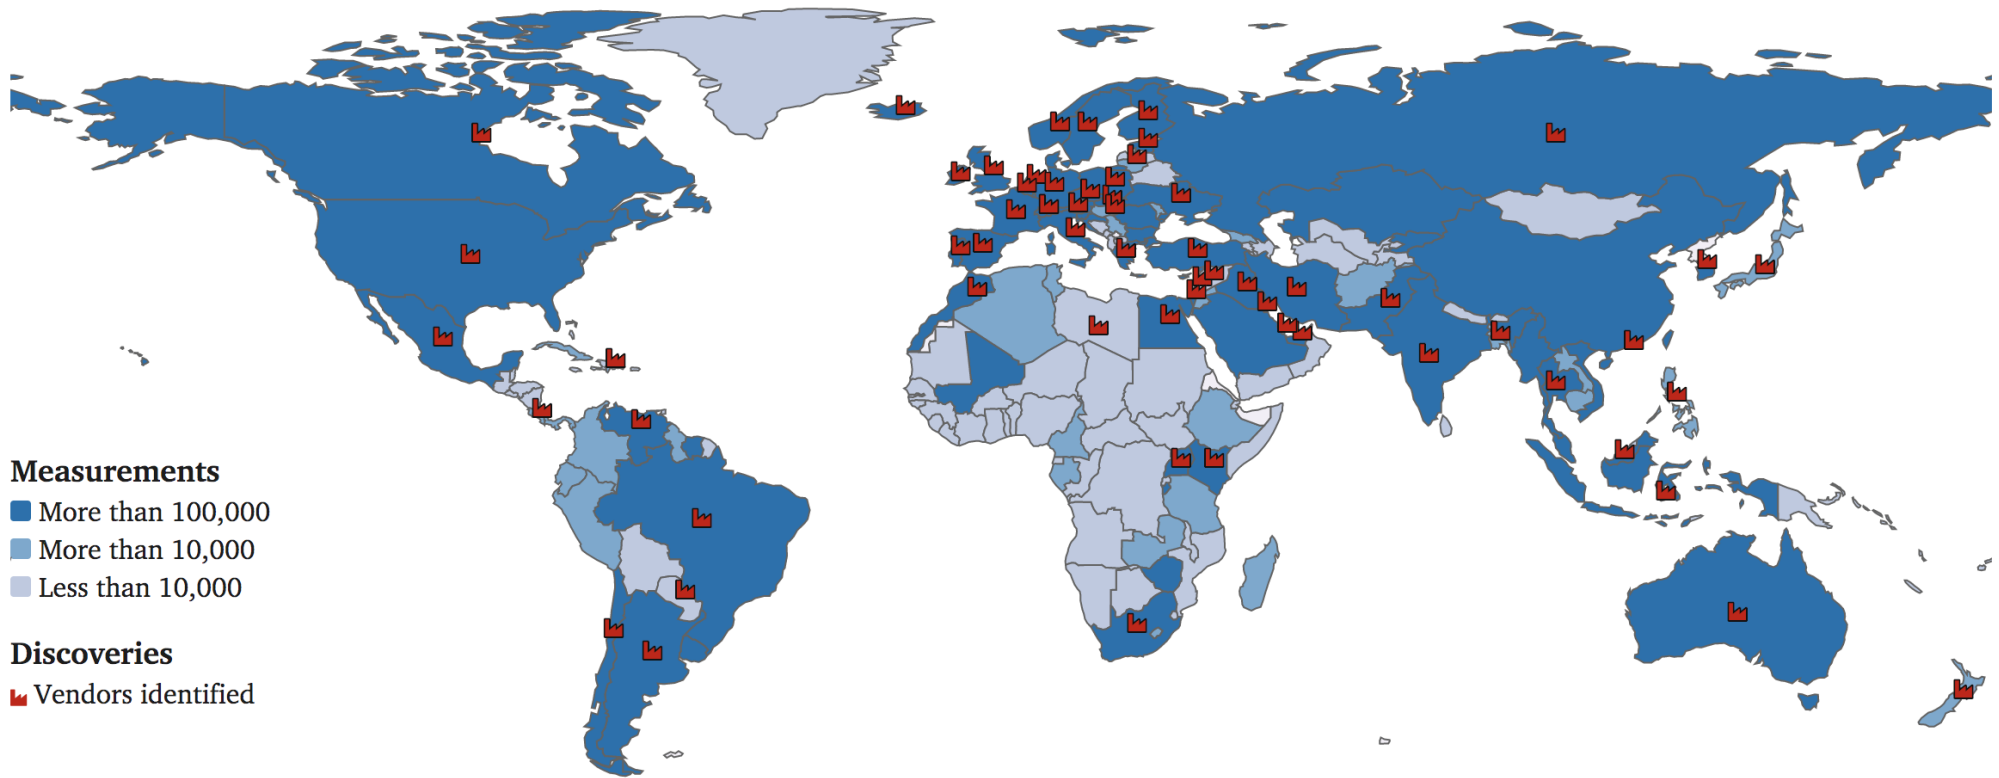 Measurements
More than 100,000
More than 10,000
Less than 10,000
Discoveries
Vendors identified